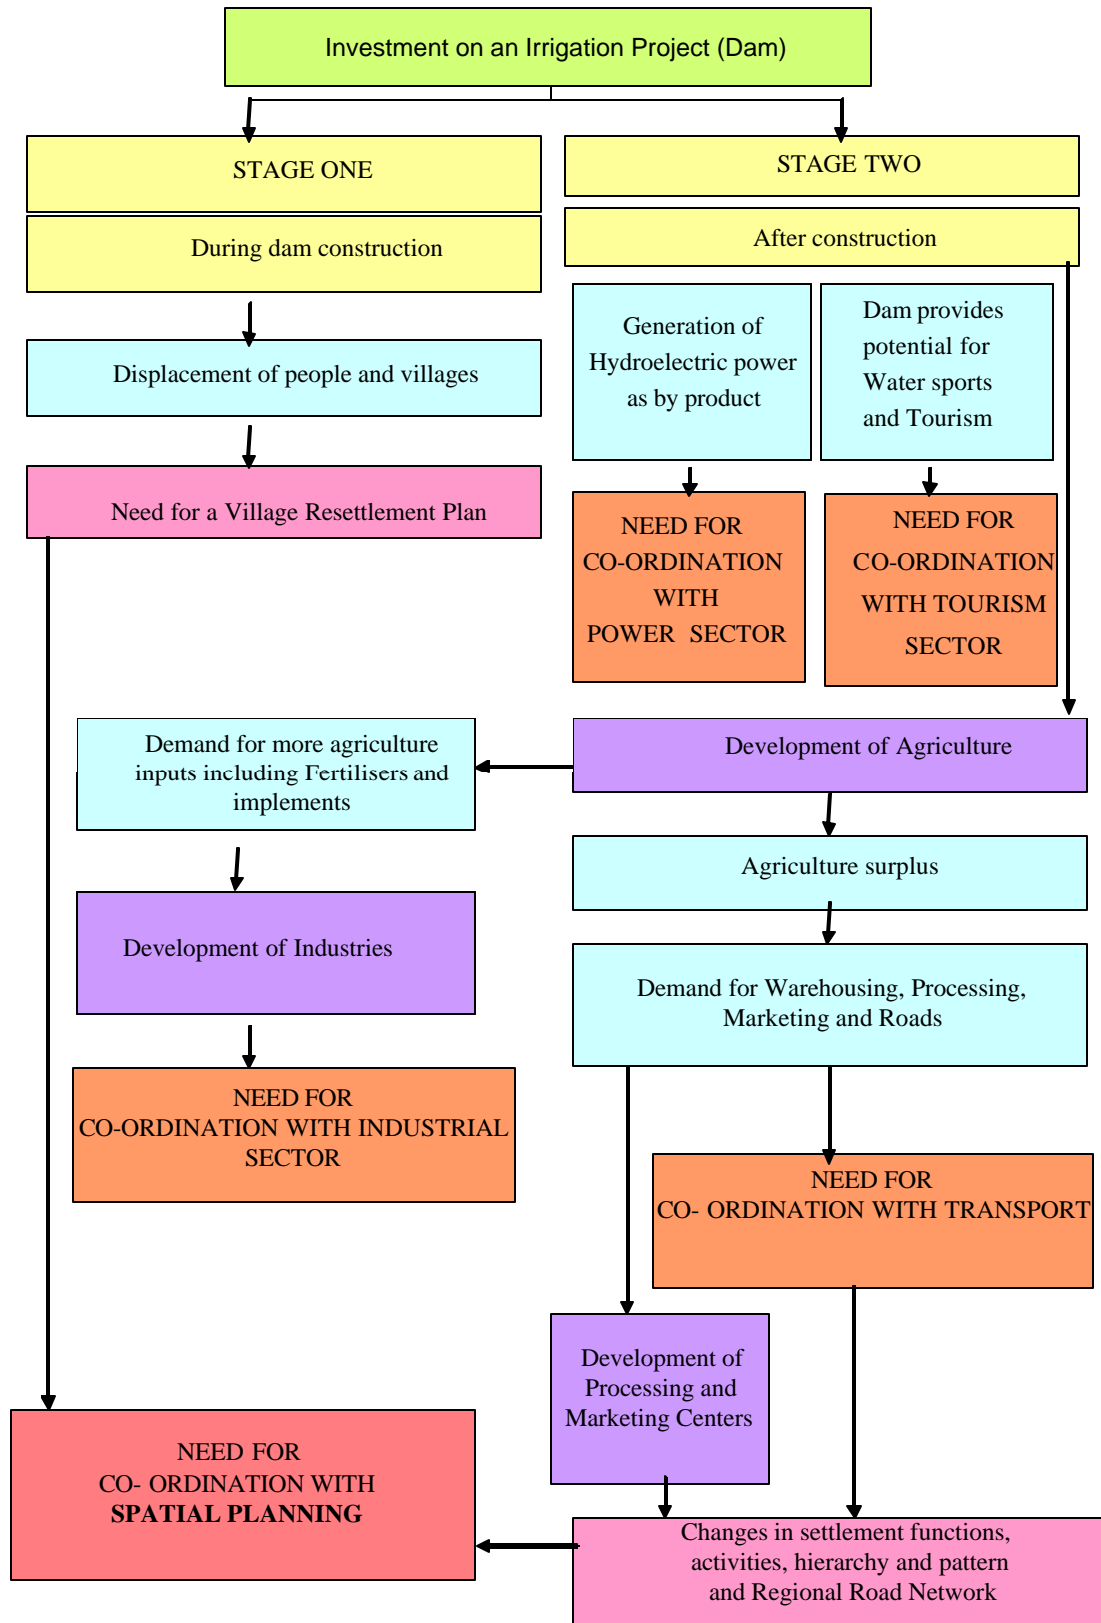 Investment on an Irrigation Project (Dam)
STAGE ONE
STAGE TWO
During dam construction
After construction
Displacement of people and villages
Generation of
Hydroelectric power
as by product
Dam provides
potential for
Water sports
and Tourism
Need for a Village Resettlement Plan
NEED FOR
CO-ORDINATION
WITH
POWER SECTOR
NEED FOR
CO-ORDINATION
WITH TOURISM
SECTOR
Demand for more agriculture
inputs including Fertilisers and
implements
Development of Agriculture
Agriculture surplus
Development of Industries
Demand for Warehousing, Processing,
Marketing and Roads
NEED FOR
CO-ORDINATION WITH INDUSTRIAL
SECTOR
NEED FOR
CO- ORDINATION WITH TRANSPORT
Development of
Processing and
Marketing Centers
NEED FOR
CO- ORDINATION WITH
SPATIAL PLANNING
Changes in settlement functions,
activities, hierarchy and pattern
and Regional Road Network